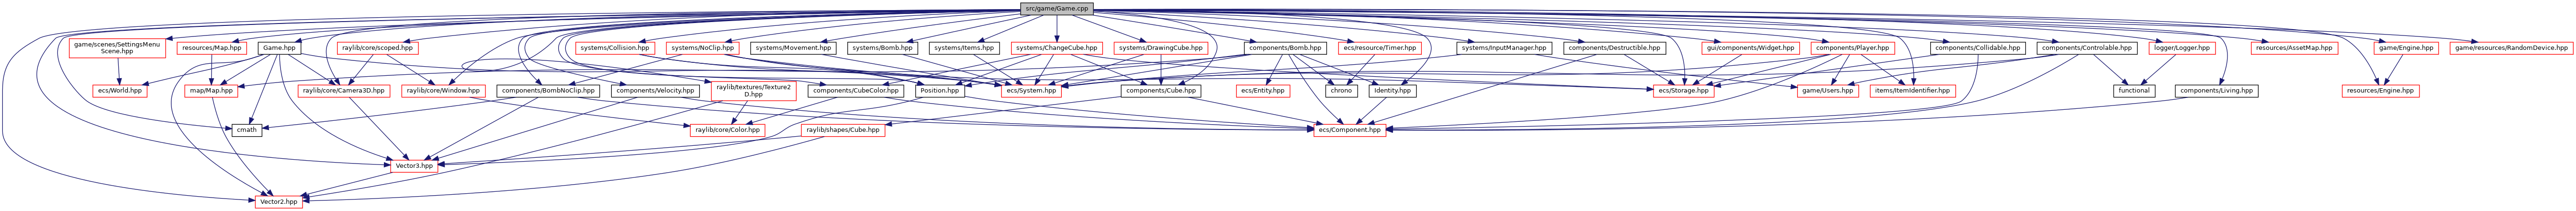 src/game/Game.cpp
game/scenes/SettingsMenu
Scene.hpp
resources/Map.hpp
Game.hpp
raylib/core/scoped.hpp
systems/Collision.hpp
systems/NoClip.hpp
systems/Movement.hpp
systems/Bomb.hpp
systems/Items.hpp
systems/ChangeCube.hpp
systems/DrawingCube.hpp
components/Bomb.hpp
ecs/resource/Timer.hpp
systems/InputManager.hpp
components/Destructible.hpp
gui/components/Widget.hpp
components/Player.hpp
components/Collidable.hpp
components/Controlable.hpp
logger/Logger.hpp
resources/AssetMap.hpp
game/Engine.hpp
game/resources/RandomDevice.hpp
ecs/World.hpp
map/Map.hpp
raylib/core/Camera3D.hpp
raylib/core/Window.hpp
components/BombNoClip.hpp
components/Velocity.hpp
raylib/textures/Texture2
D.hpp
components/CubeColor.hpp
Position.hpp
ecs/System.hpp
components/Cube.hpp
ecs/Entity.hpp
chrono
Identity.hpp
ecs/Storage.hpp
game/Users.hpp
items/ItemIdentifier.hpp
functional
components/Living.hpp
resources/Engine.hpp
cmath
raylib/core/Color.hpp
raylib/shapes/Cube.hpp
ecs/Component.hpp
Vector3.hpp
Vector2.hpp